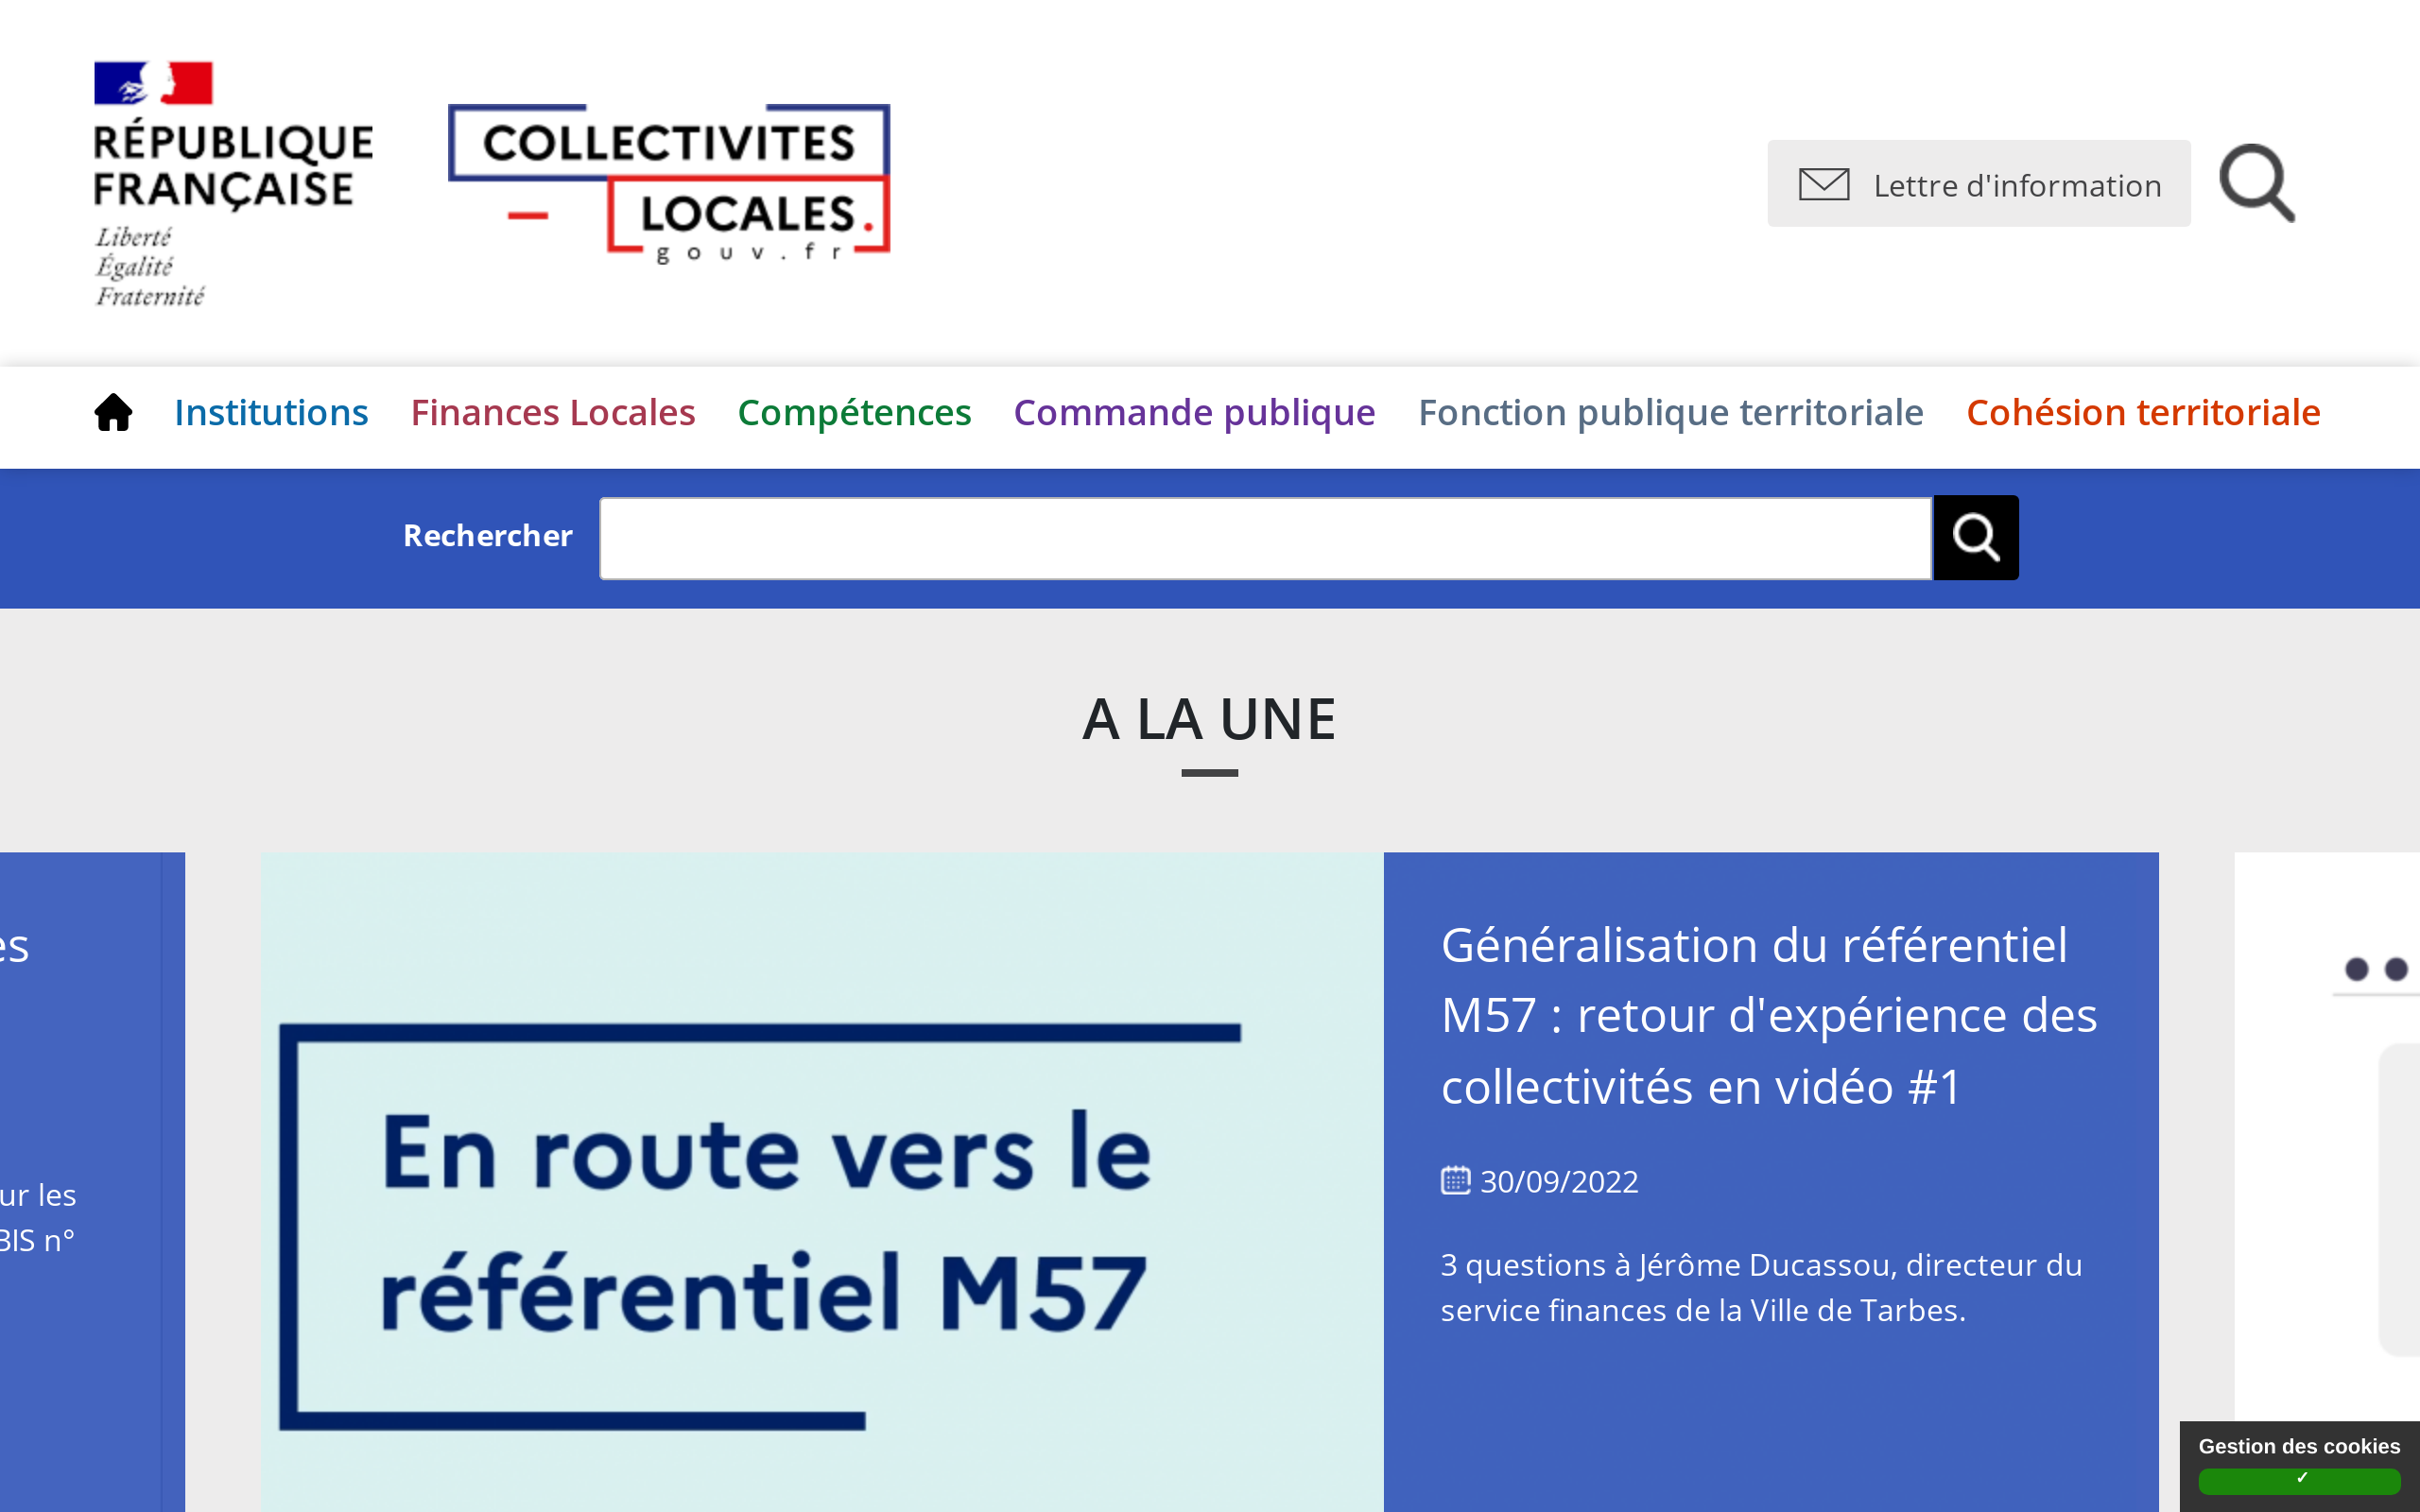 RÉPUBLIQUE
FRANÇAISE
Liberté
Égalité
Fraternité
COLLECTIVITES
LOCALES.
gouv.fr
Lettre d'information
Institutions
Finances Locales
Compétences
Commande publique
Fonction publique territoriale
Cohésion territoriale
Rechercher
A LA UNE
les
n°
En route vers le
référentiel M57
Généralisation du référentiel
M57 : retour d'expérience des
collectivités en vidéo #1
30/09/2022
3 questions à Jérôme Ducassou, directeur du
service finances de la Ville de Tarbes.
Gestion des cookies
✓